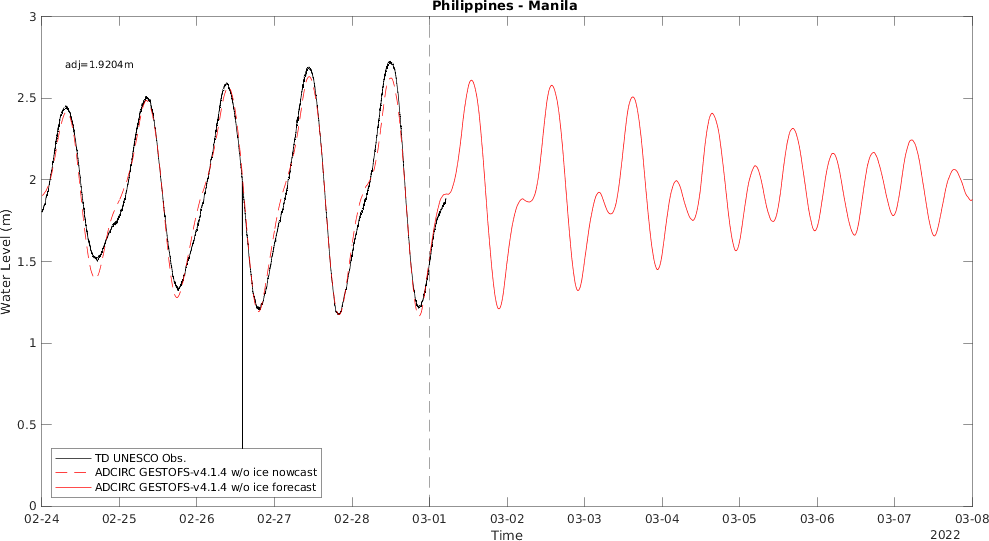 Philippines - Manila
3
adj=1.9204m
2.5
2
1.5
1
0.5
0
Water Level (m)
TD UNESCO Obs.
ADCIRC GESTOFS-v4.1.4 w/o ice nowcast
ADCIRC GESTOFS-v4.1.4 w/o ice forecast
02-24 02-25 02-26 02-27 02-28 03-01 03-02 03-03 03-04 03-05 03-06 03-07 03-08
Time
2022